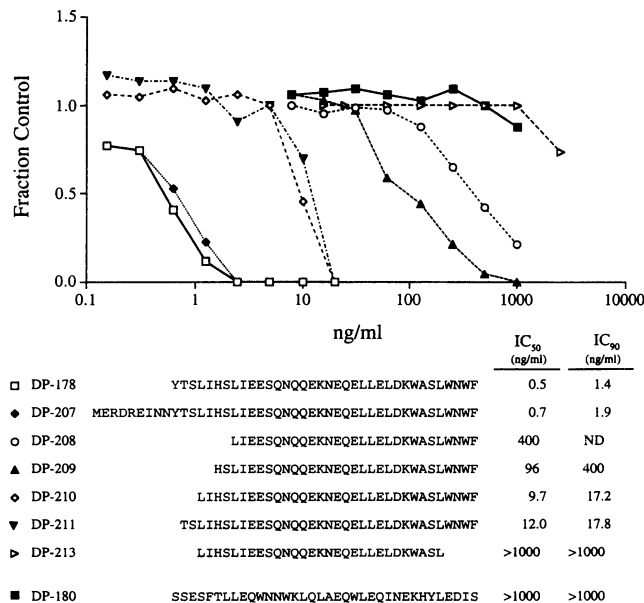 1.5
1.0
0.5
0.0
Fraction Control
0.1 1 10 100 1000 10000
ng/ml
IC50 IC90
(ng/ml) (ng/ml)
DP-178 YTSLIHSLIEESQNQQEKNEQELLELDKWASLWNWF 0.5 1.4
DP-207 MERDREINNYTSLIHSLIEESQNQQEKNEQELLELDKWASLWNWF 0.7 1.9
DP-208 LIEESQNQQEKNEQELLELDKWASLWNWF 400 ND
DP-209 HSLIEESQNQQEKNEQELLELDKWASLWNWF 96 400
DP-210 LIHSLIEESQNQQEKNEQELLELDKWASLWNWF 9.7 17.2
DP-211 TSLIHSLIEESQNQQEKNEQELLELDKWASLWNWF 12.0 17.8
DP-213 LIHSLIEESQNQQEKNEQELLELDKWASL >1000 >1000
DP-180 SSESFTLLEQWNNWKLQLAEQWLEQINEKHYLEDIS >1000 >1000